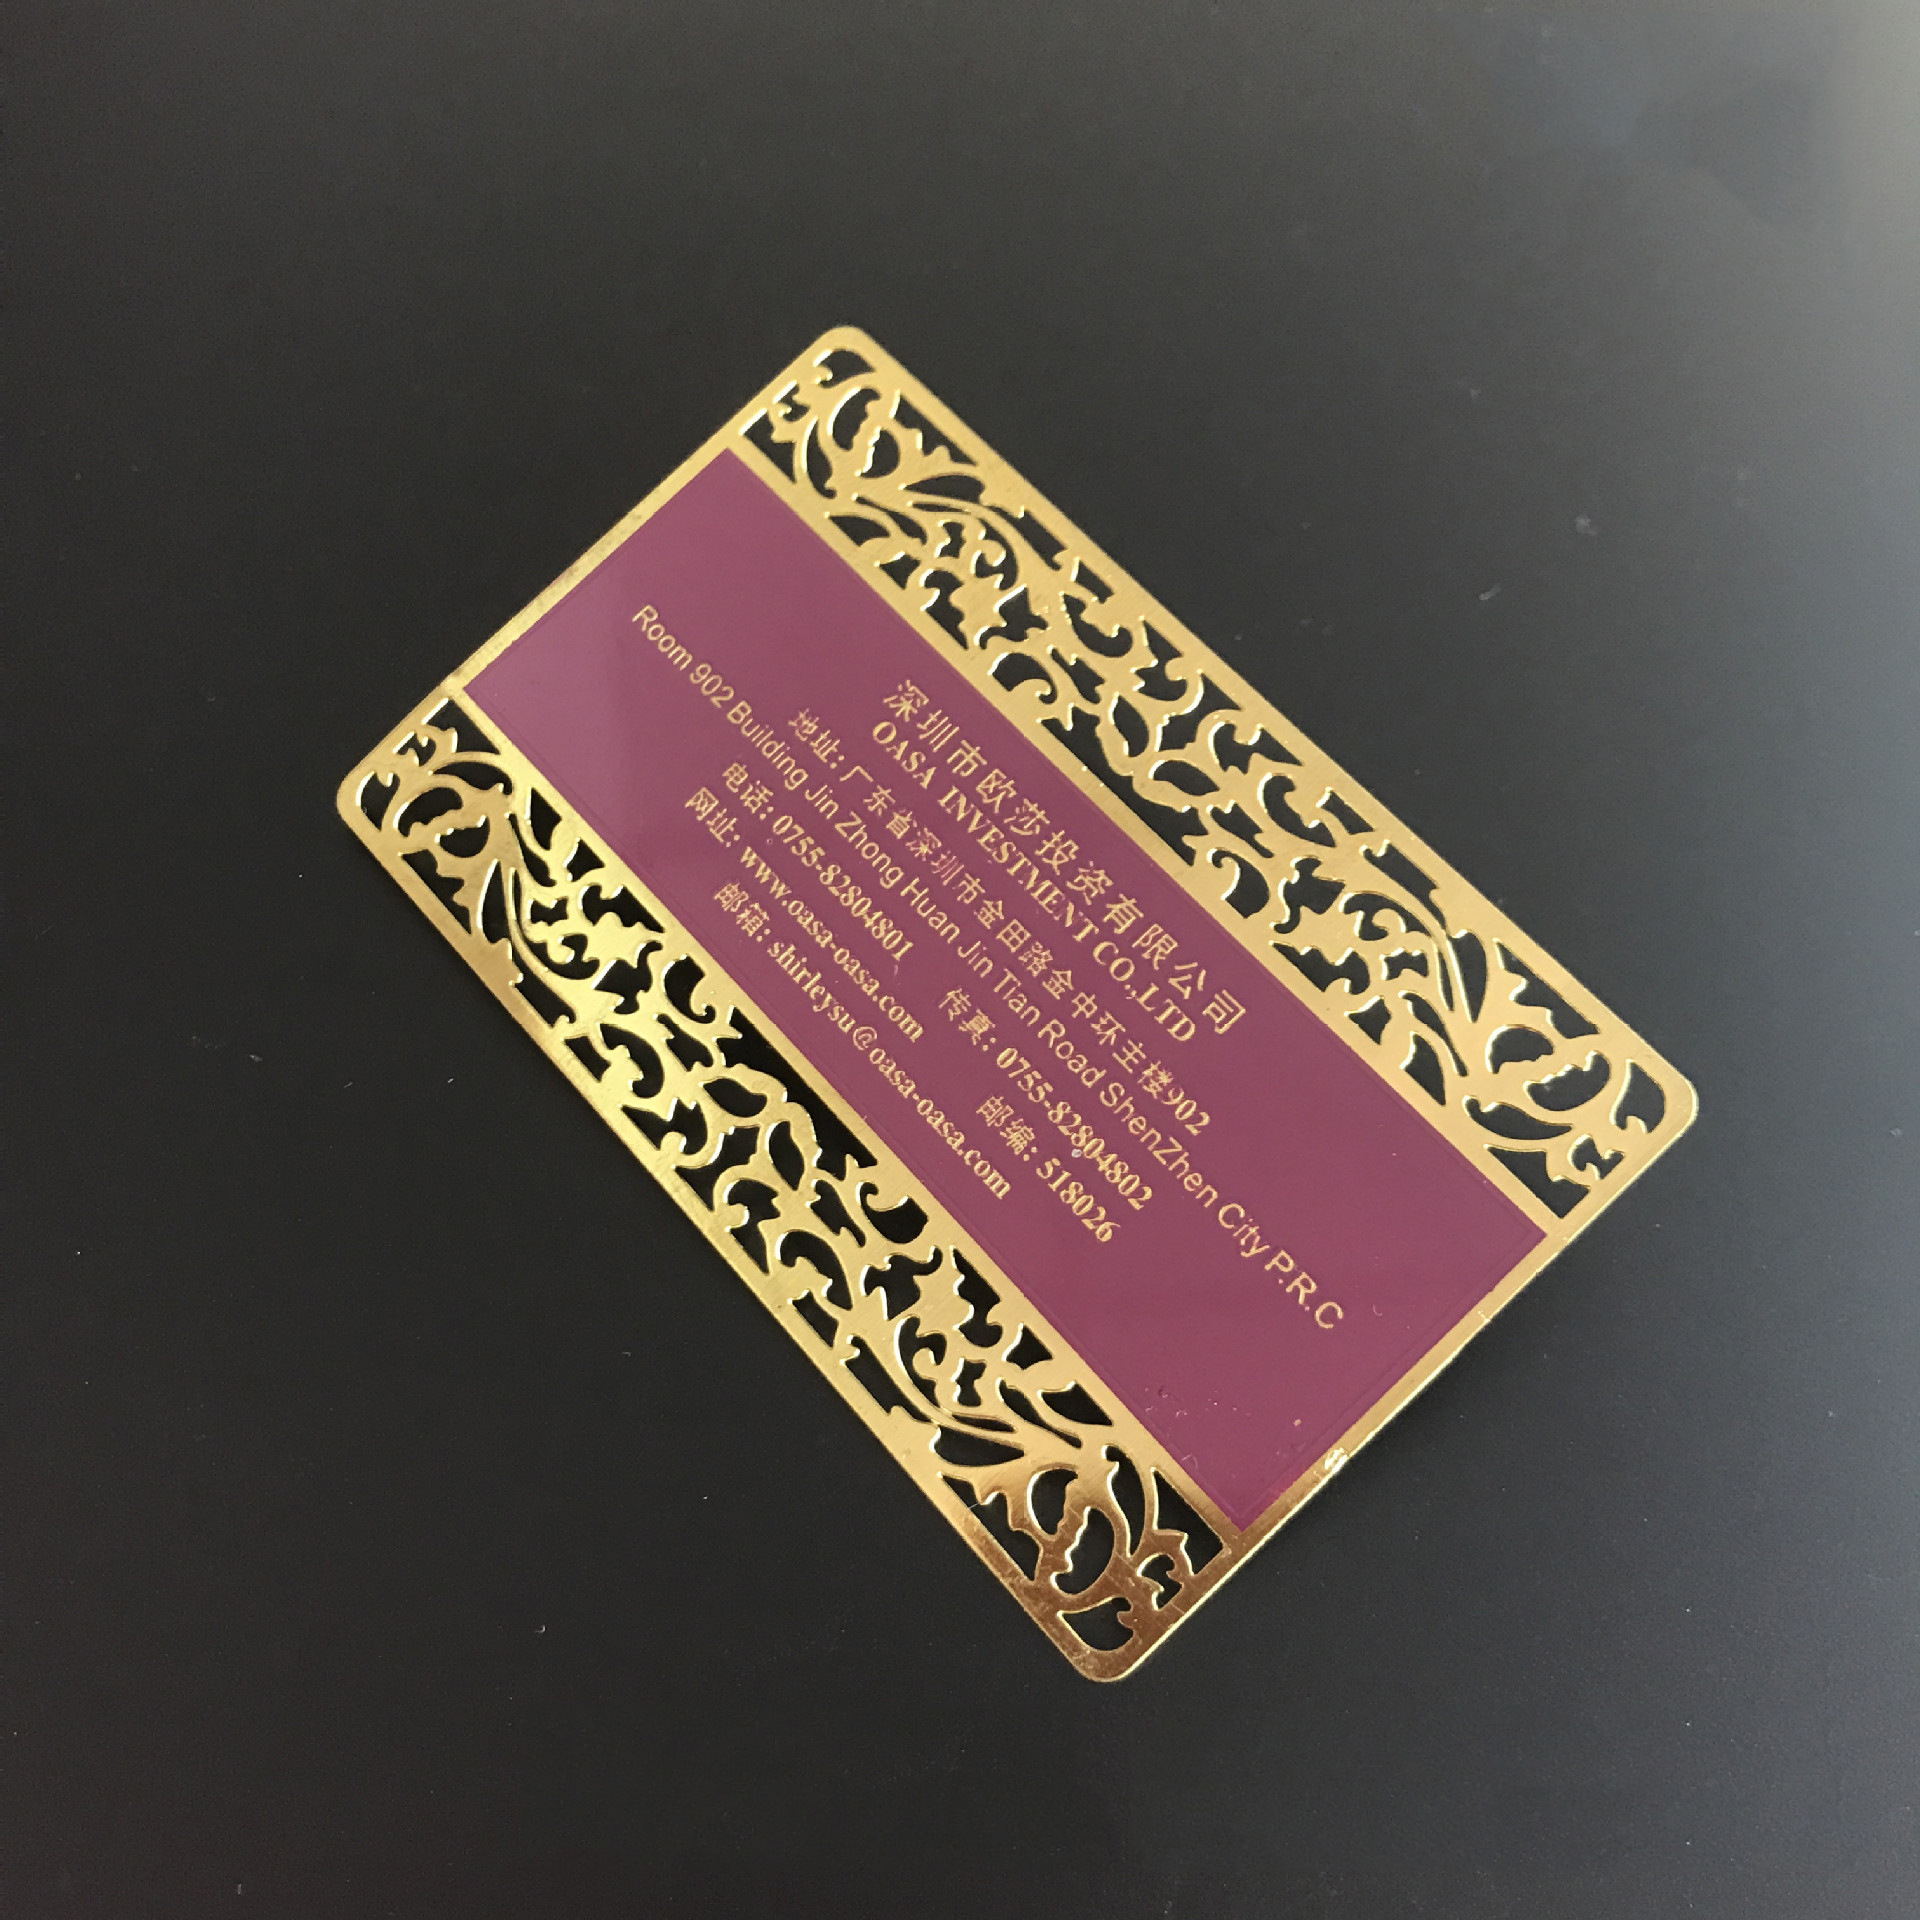 深圳市欧莎投资有限公司
OASA INVESTMENT CO.,LTD
地址：广东省深圳市金田路金中环主楼902
Room 902 Building Jin Zhong Huan Jin Tian Road ShenZhen City P.R.C
电话：0755-82804801 传真：0755-82804802
网址：www.oasa-oasa.com 邮编：518026
邮箱：shirleysu@oasa-oasa.com